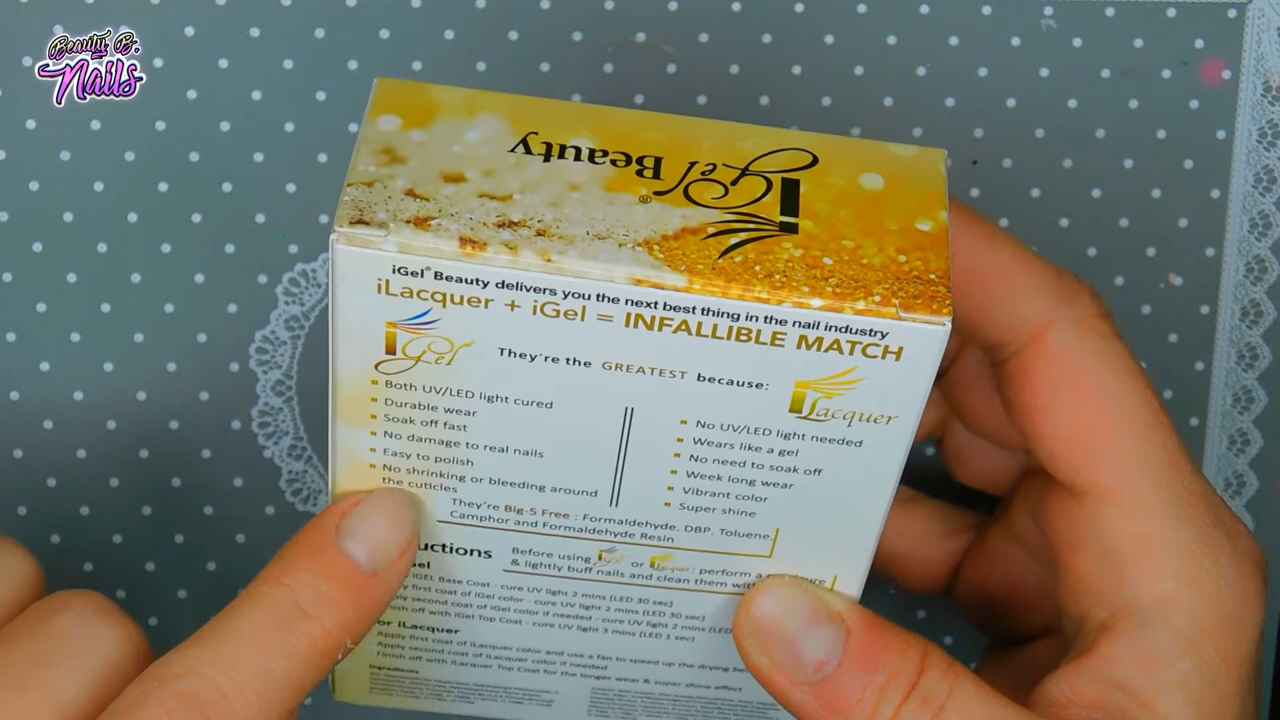 Beauty B.
Nails
iGel Beauty®
iGel® Beauty delivers you the next best thing in the nail industry
iLacquer + iGel = INFALLIBLE MATCH
iGel
They're the GREATEST because:
iLacquer
Both UV/LED light cured
Durable wear
Soak off fast
No damage to real nails
Easy to polish
No shrinking or bleeding around
the cuticles
No UV/LED light needed
Wears like a gel
No need to soak off
Week long wear
Vibrant color
Super shine
They're Big-5 Free : Formaldehyde, DBP, Toluene,
Camphor and Formaldehyde Resin
Before using iGel or iLacquer: perform a
& lightly buff nails and clean them
IGEL Base Coat - cure UV light 2 mins (LED 30 sec)
first coat of iGel color - cure UV light 2 mins (LED 30 sec)
second coat of iGel color if needed - cure UV light 2 mins (LED
off with iGel Top Coat - cure UV light 3 mins (LED 1 sec)
iLacquer
Apply first coat of iLacquer color and use a fan to speed up the drying
Apply second coat of iLacquer color if needed
- Finish off with iLacquer Top Coat for the longer wear & super shine effect
Ingredients